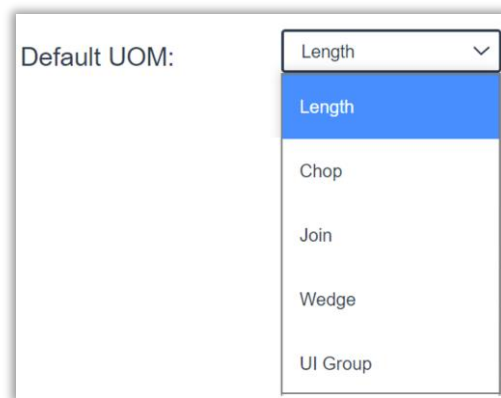 Default UOM:
Length
Length
Chop
Join
Wedge
UI Group